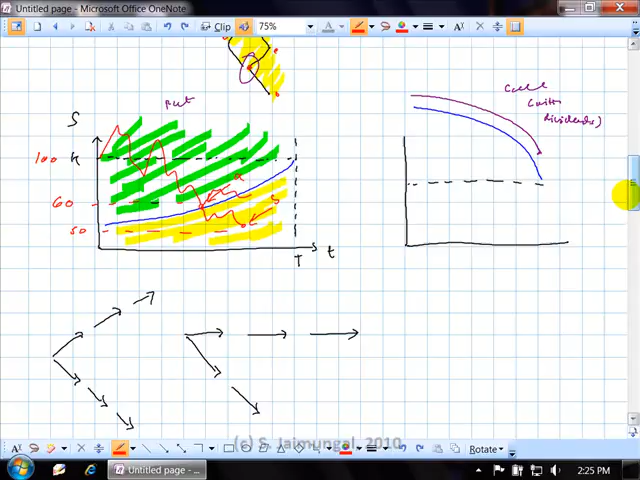 Untitled page - Microsoft Office OneNote
75%
Clip
put
Call
(with
dividends)
S
100 K
60
50
a
b
T
t
(c) S. Jaimungal, 2010
Rotate
Untitled page - ...
2:25 PM